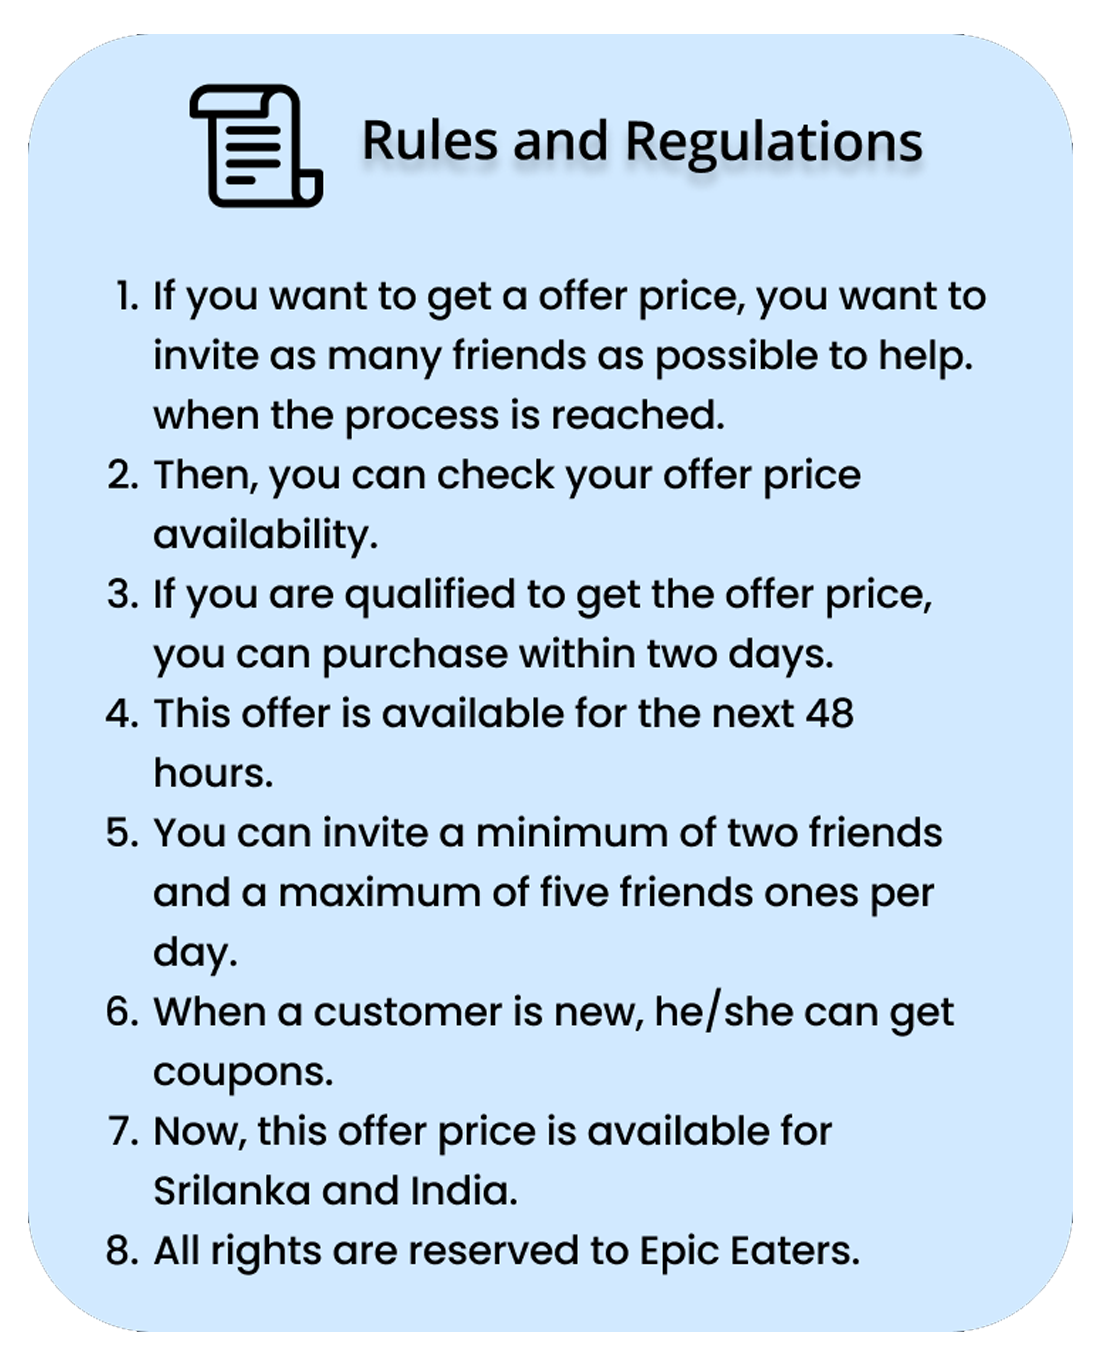 Rules and Regulations
1. If you want to get a offer price, you want to
invite as many friends as possible to help.
when the process is reached.
2. Then, you can check your offer price
availability.
3. If you are qualified to get the offer price,
you can purchase within two days.
4. This offer is available for the next 48
hours.
5. You can invite a minimum of two friends
and a maximum of five friends ones per
day.
6. When a customer is new, he/she can get
coupons.
7. Now, this offer price is available for
Srilanka and India.
8. All rights are reserved to Epic Eaters.